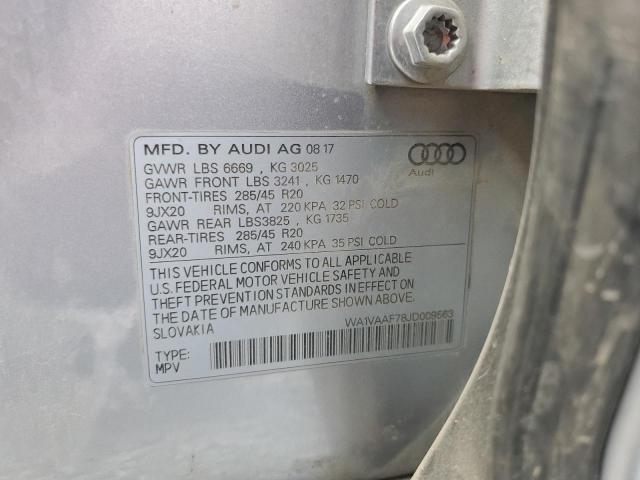 MFD. BY AUDI AG 08 17
GVWR LBS 6669 , KG 3025
GAWR FRONT LBS 3241 , KG 1470
FRONT-TIRES 285/45 R20
9JX20 RIMS, AT 220 KPA 32 PSI COLD
GAWR REAR LBS3825 , KG 1735
REAR-TIRES 285/45 R20
9JX20 RIMS, AT 240 KPA 35 PSI COLD
Audi
THIS VEHICLE CONFORMS TO ALL APPLICABLE
U.S. FEDERAL MOTOR VEHICLE SAFETY AND
THEFT PREVENTION STANDARDS IN EFFECT ON
THE DATE OF MANUFACTURE SHOWN ABOVE.
SLOVAKIA
WA1VAAF78JD009563
TYPE:
MPV